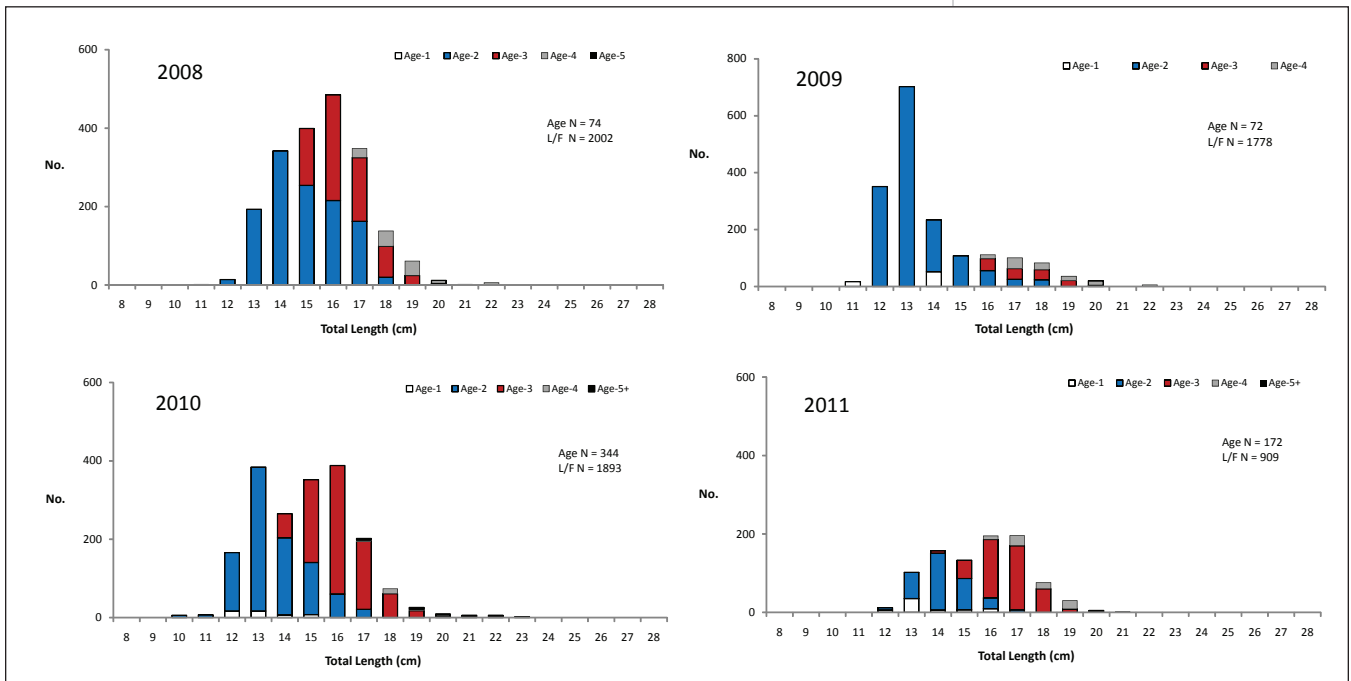 600
Age-1 Age-2 Age-3 Age-4 Age-5
2008
Age N = 74
L/F N = 2002
400
No.
200
0
8 9 10 11 12 13 14 15 16 17 18 19 20 21 22 23 24 25 26 27 28
Total Length (cm)
800
Age-1 Age-2 Age-3 Age-4
2009
Age N = 72
L/F N = 1778
600
No.
400
200
0
8 9 10 11 12 13 14 15 16 17 18 19 20 21 22 23 24 25 26 27 28
Total Length (cm)
600
Age-1 Age-2 Age-3 Age-4 Age-5+
2010
Age N = 344
L/F N = 1893
400
No.
200
0
8 9 10 11 12 13 14 15 16 17 18 19 20 21 22 23 24 25 26 27 28
Total Length (cm)
600
Age-1 Age-2 Age-3 Age-4 Age-5+
2011
Age N = 172
L/F N = 909
400
No.
200
0
8 9 10 11 12 13 14 15 16 17 18 19 20 21 22 23 24 25 26 27 28
Total Length (cm)